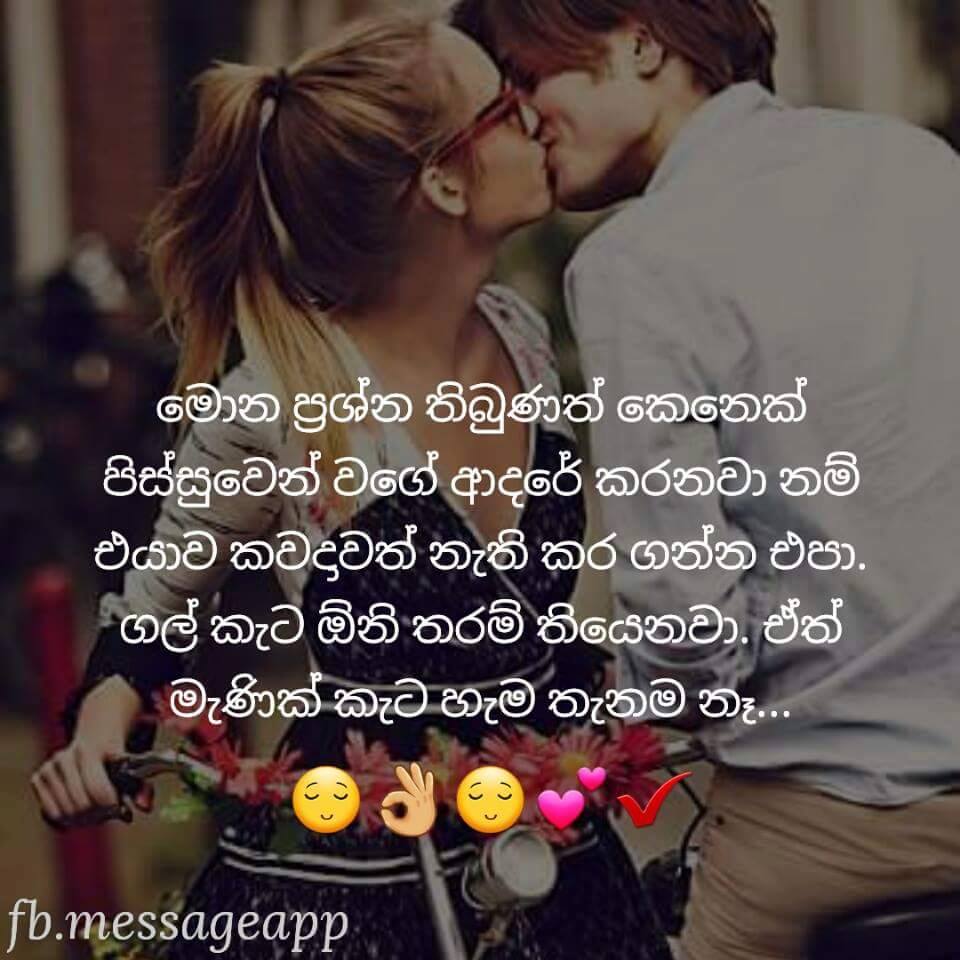 මොන ප්‍රශ්න තිබුණත් කෙනෙක්
පිස්සුවෙන් වගේ ආදරේ කරනවා නම්
එයාව කවදාවත් නැති කර ගන්න එපා.
ගල් කැට ඕනි තරම් තියෙනවා. ඒත්
මැණික් කැට හැම තැනම නෑ...
😌👌😌💕✔
fb.messageapp